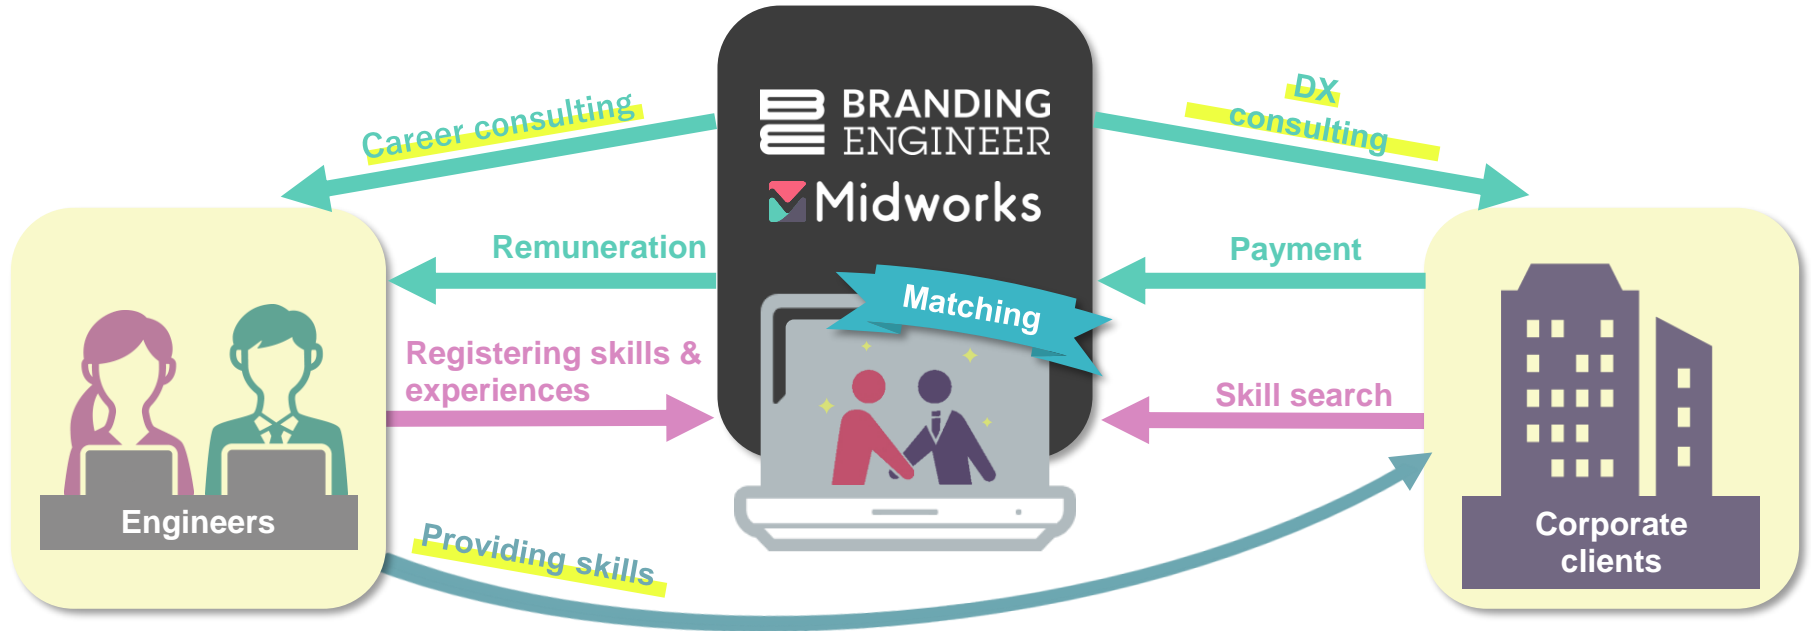 BRANDING
ENGINEER
Midworks
Matching
Career consulting
DX
consulting
Remuneration
Payment
Registering skills &
experiences
Skill search
Engineers
Providing skills
Corporate
clients